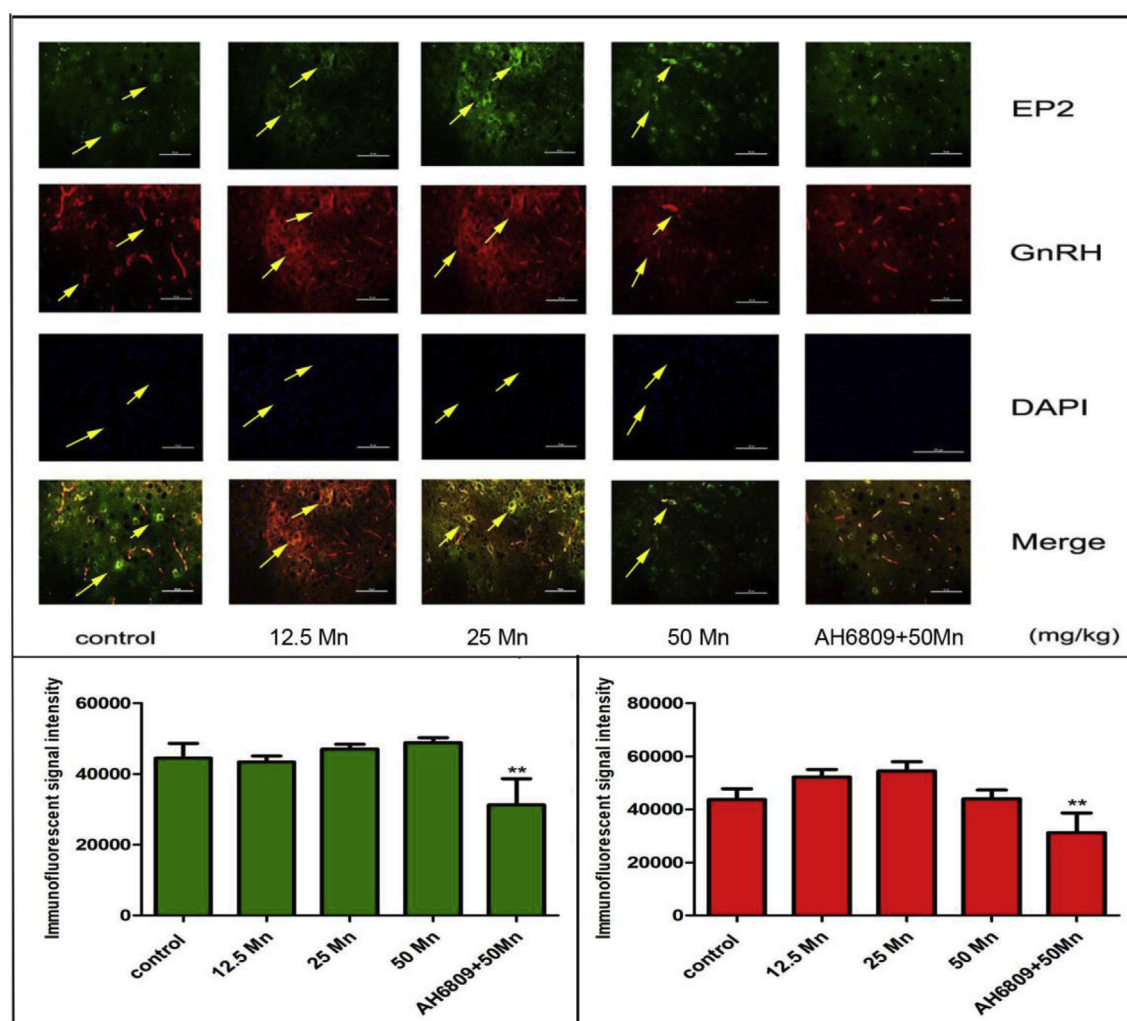 EP2
GnRH
DAPI
Merge
control 12.5 Mn 25 Mn 50 Mn AH6809+50Mn (mg/kg)
Immunofluorescent signal intensity
60000
40000
20000
0
**
control
12.5 Mn
25 Mn
50 Mn
AH6809+50Mn
Immunofluorescent signal intensity
80000
60000
40000
20000
0
**
control
12.5 Mn
25 Mn
50 Mn
AH6809+50Mn